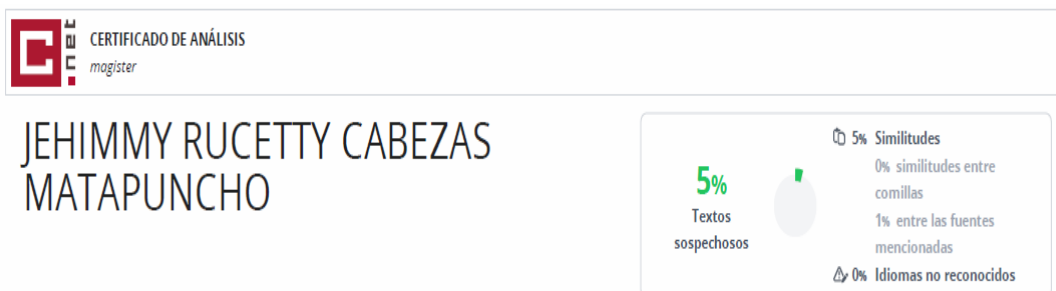 C.net
CERTIFICADO DE ANÁLISIS
magister
JEHIMMY RUCETTY CABEZAS
MATAPUNCHO
5%
Textos
sospechosos
5% Similitudes
0% similitudes entre
comillas
1% entre las fuentes
mencionadas
0% Idiomas no reconocidos